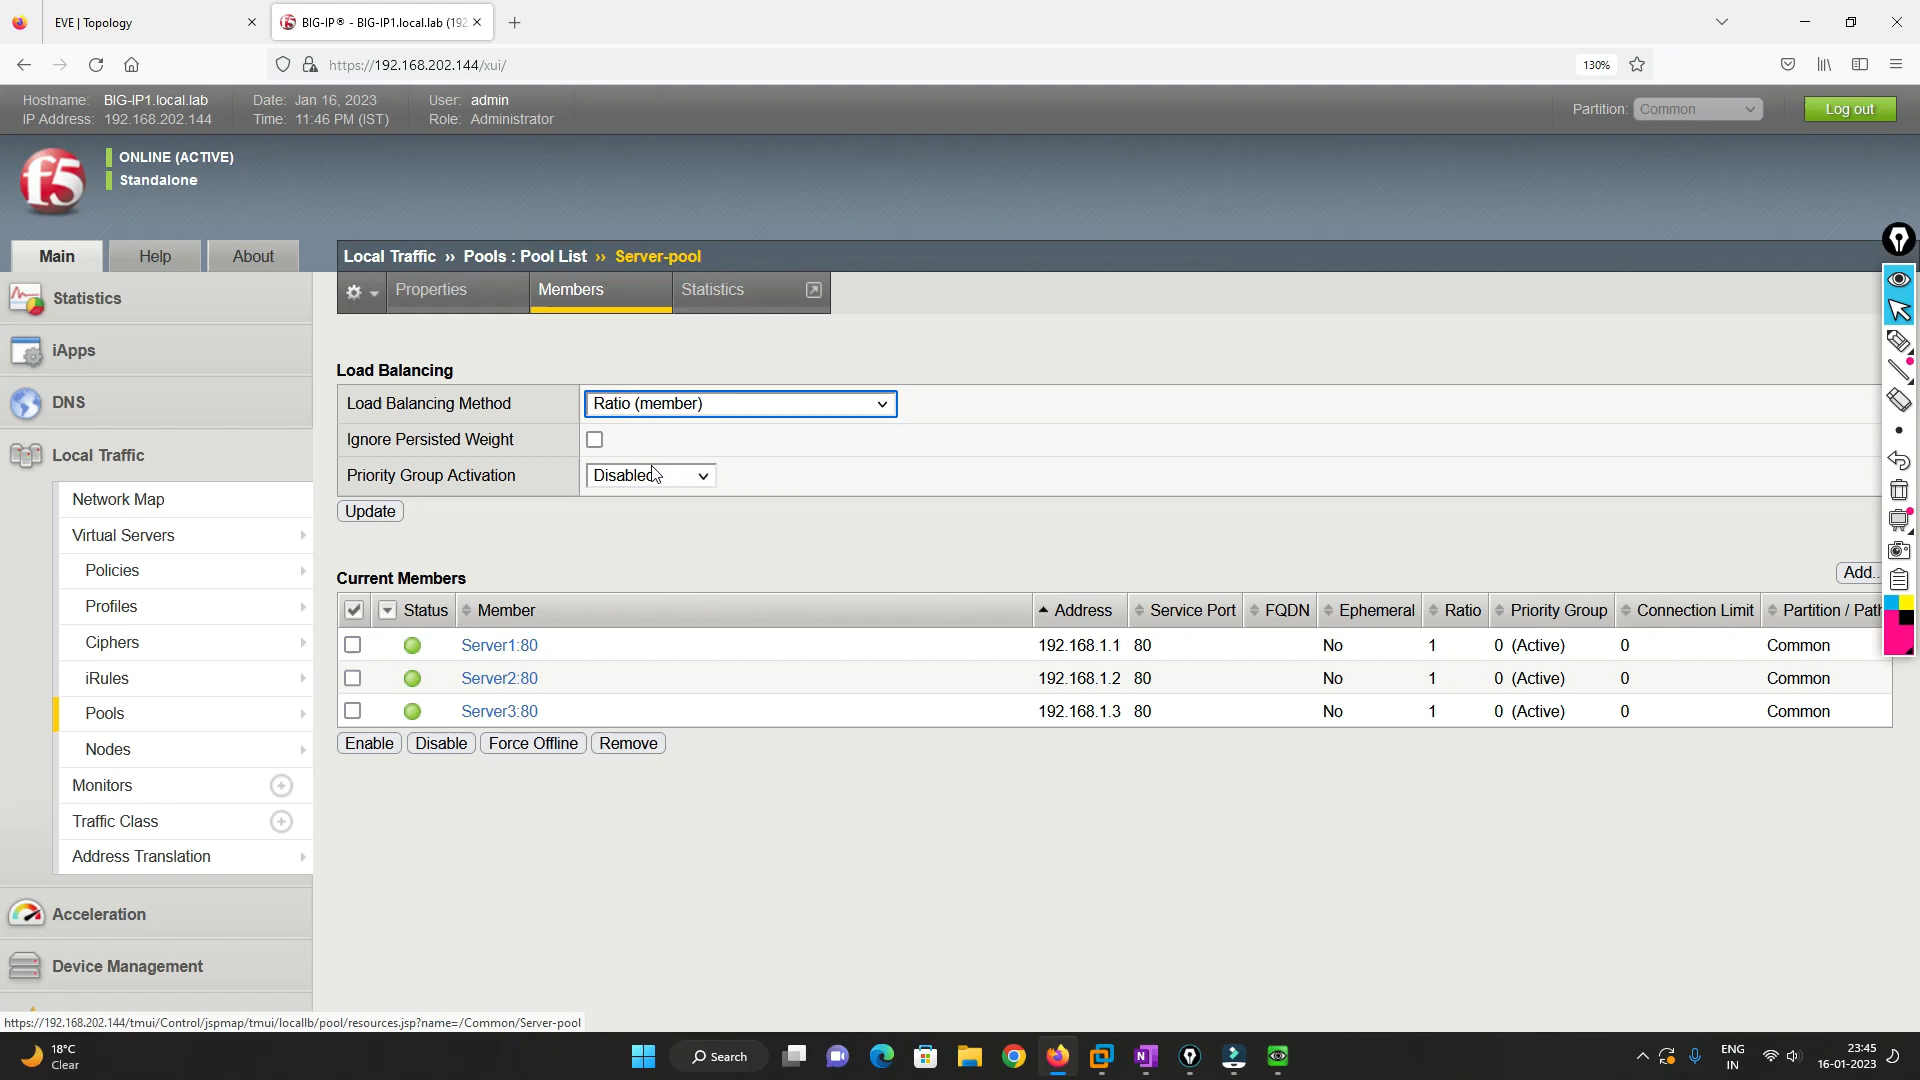 EVE | Topology
BIG-IP® - BIG-IP1.local.lab (192
https://192.168.202.144/xui/
130%
Hostname: BIG-IP1.local.lab
IP Address: 192.168.202.144
Date: Jan 16, 2023
Time: 11:46 PM (IST)
User: admin
Role: Administrator
Partition: Common
Log out
f5
ONLINE (ACTIVE)
Standalone
Main Help About
Local Traffic ›› Pools : Pool List ›› Server-pool
Properties Members Statistics
Statistics
iApps
DNS
Local Traffic
Network Map
Virtual Servers
Policies
Profiles
Ciphers
iRules
Pools
Nodes
Monitors
Traffic Class
Address Translation
Acceleration
Device Management
Load Balancing
Load Balancing Method Ratio (member)
Ignore Persisted Weight
Priority Group Activation Disabled
Update
Current Members
Add..
Status Member Address Service Port FQDN Ephemeral Ratio Priority Group Connection Limit Partition / Path
Server1:80 192.168.1.1 80 No 1 0 (Active) 0 Common
Server2:80 192.168.1.2 80 No 1 0 (Active) 0 Common
Server3:80 192.168.1.3 80 No 1 0 (Active) 0 Common
Enable Disable Force Offline Remove
https://192.168.202.144/tmui/Control/jspmap/tmui/locallb/pool/resources.jsp?name=/Common/Server-pool
18°C
Clear
Search
ENG
IN
23:45
16-01-2023